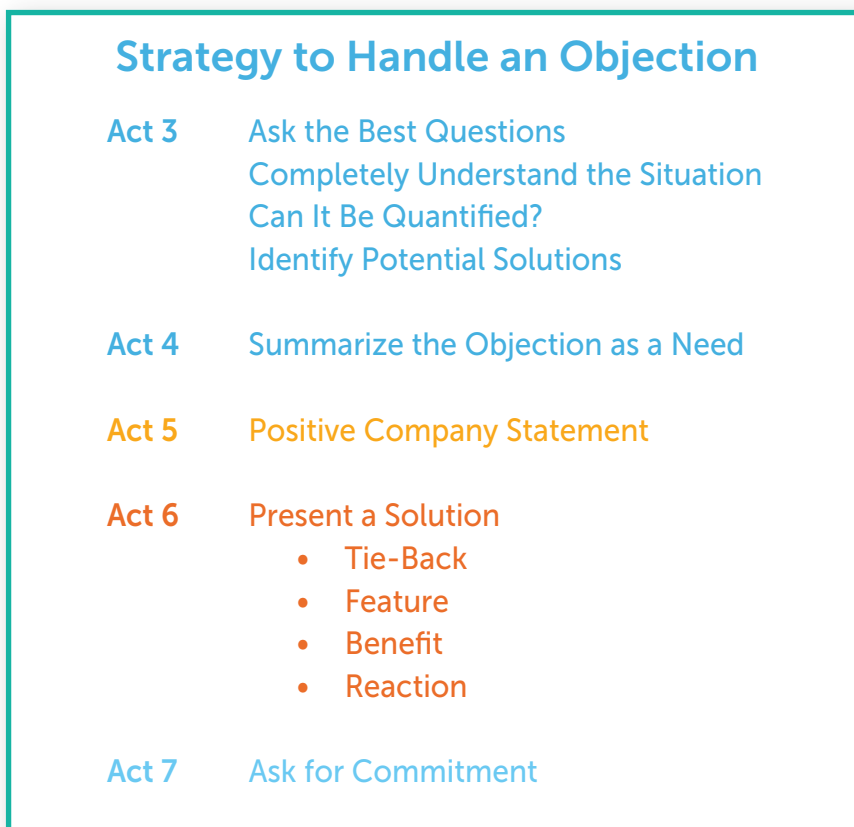 Strategy to Handle an Objection
Act 3 Ask the Best Questions
Completely Understand the Situation
Can It Be Quantified?
Identify Potential Solutions
Act 4 Summarize the Objection as a Need
Act 5 Positive Company Statement
Act 6 Present a Solution
• Tie-Back
• Feature
• Benefit
• Reaction
Act 7 Ask for Commitment